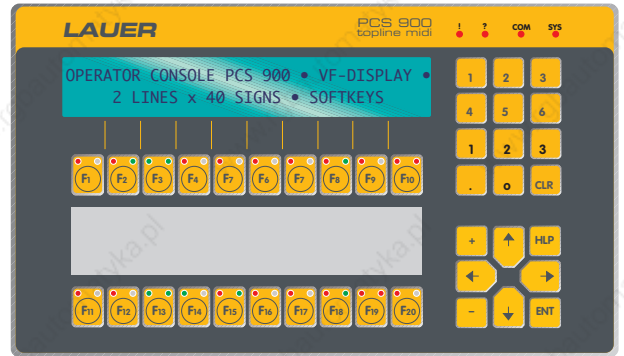 LAUER
PCS 900
topline midi
! ? COM SYS
OPERATOR CONSOLE PCS 900 • VF-DISPLAY •
2 LINES x 40 SIGNS • SOFTKEYS
1 2 3
4 5 6
1 2 3
. 0 CLR
F1 F2 F3 F4 F7 F6 F7 F8 F9 F10
+ HLP
- ENT
F11 F12 F13 F14 F15 F16 F17 F18 F19 F20